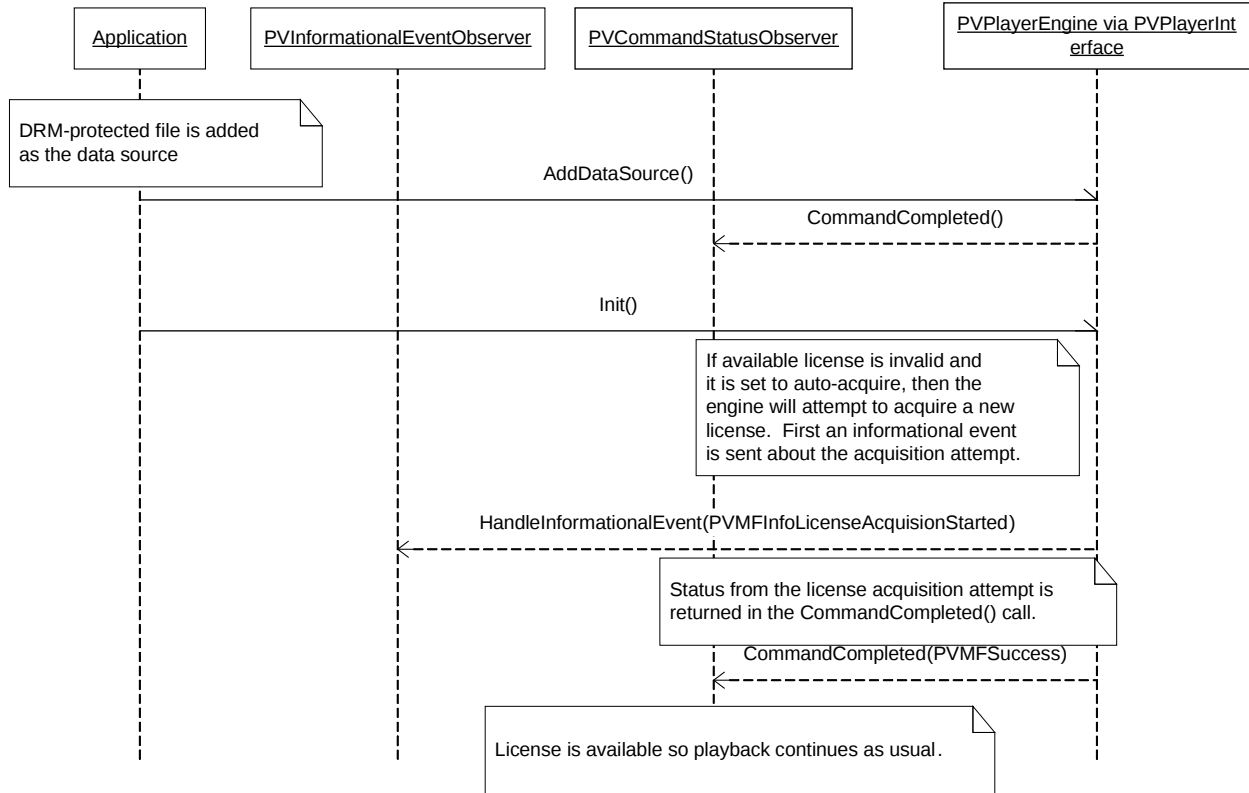 Application
PVInformationalEventObserver
PVCommandStatusObserver
PVPlayerEngine via PVPlayerInt
erface
DRM-protected file is added
as the data source
AddDataSource()
CommandCompleted()
Init()
If available license is invalid and
it is set to auto-acquire, then the
engine will attempt to acquire a new
license.  First an informational event
is sent about the acquisition attempt.
HandleInformationalEvent(PVMFInfoLicenseAcquisionStarted)
Status from the license acquisition attempt is
returned in the CommandCompleted() call.
CommandCompleted(PVMFSuccess)
License is available so playback continues as usual.